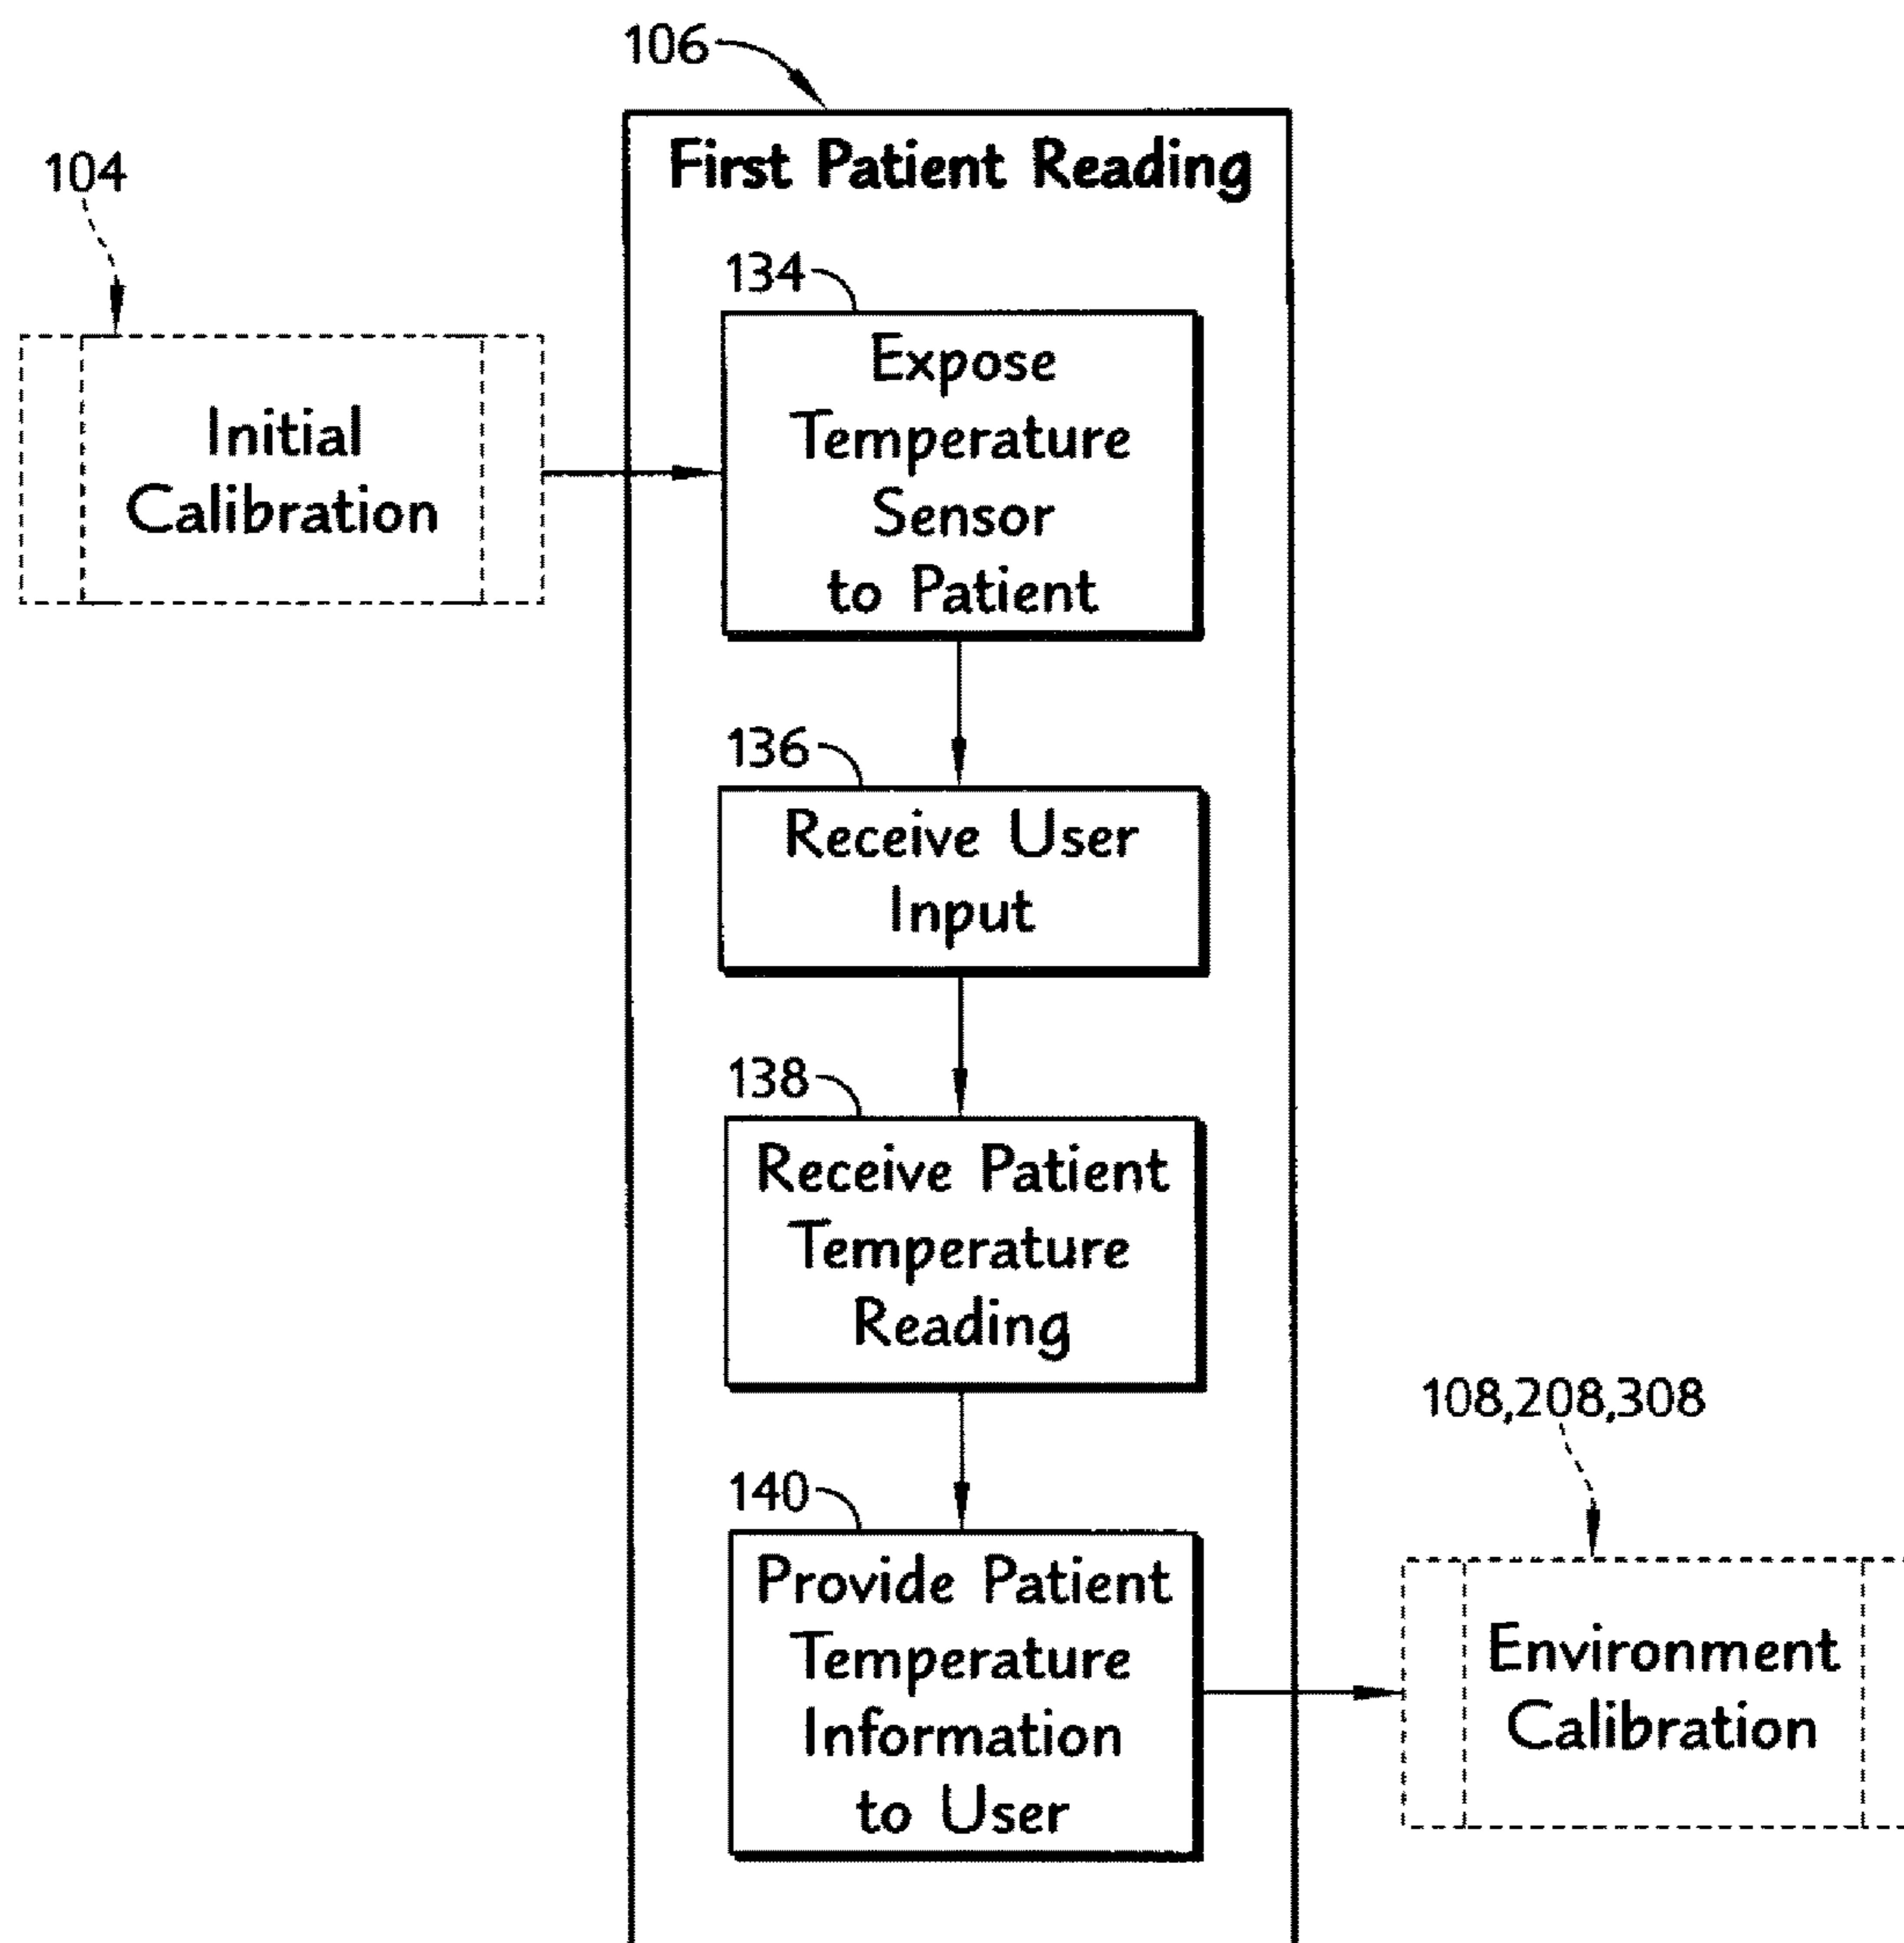 106
First Patient Reading
104
Initial
Calibration
134
Expose
Temperature
Sensor
to Patient
136
Receive User
Input
138
Receive Patient
Temperature
Reading
140
Provide Patient
Temperature
Information
to User
108,208,308
Environment
Calibration